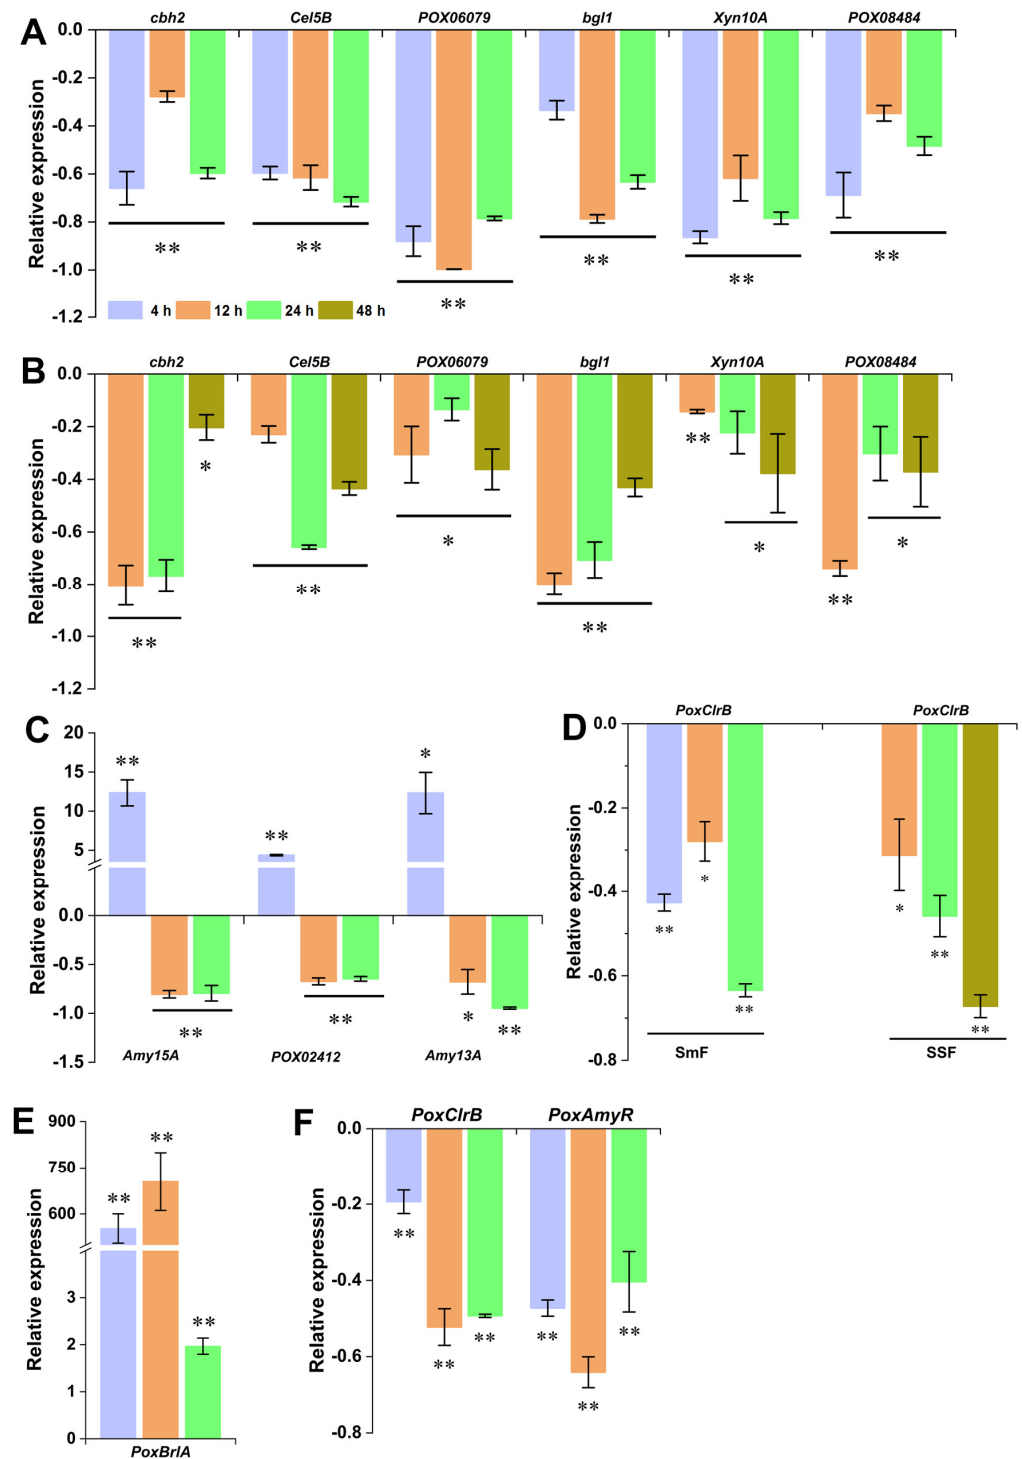 A
cbh2 Cel5B POX06079 bgl1 Xyn10A POX08484
Relative expression
0.0
-0.2
-0.4
-0.6
-0.8
-1.0
-1.2
** ** ** ** ** **
4 h 12 h 24 h 48 h
B
cbh2 Cel5B POX06079 bgl1 Xyn10A POX08484
Relative expression
0.0
-0.2
-0.4
-0.6
-0.8
-1.0
-1.2
** * ** * ** ** * ** *
C
Relative expression
20
15
10
5
0.0
-0.5
-1.0
-1.5
** ** *
** ** * **
Amy15A POX02412 Amy13A
D
PoxClrB PoxClrB
Relative expression
0.0
-0.2
-0.4
-0.6
-0.8
** * ** * ** **
SmF SSF
E
Relative expression
900
750
600
3
2
1
0
** ** **
PoxBrlA
F
PoxClrB PoxAmyR
Relative expression
0.0
-0.2
-0.4
-0.6
-0.8
** ** ** ** ** **